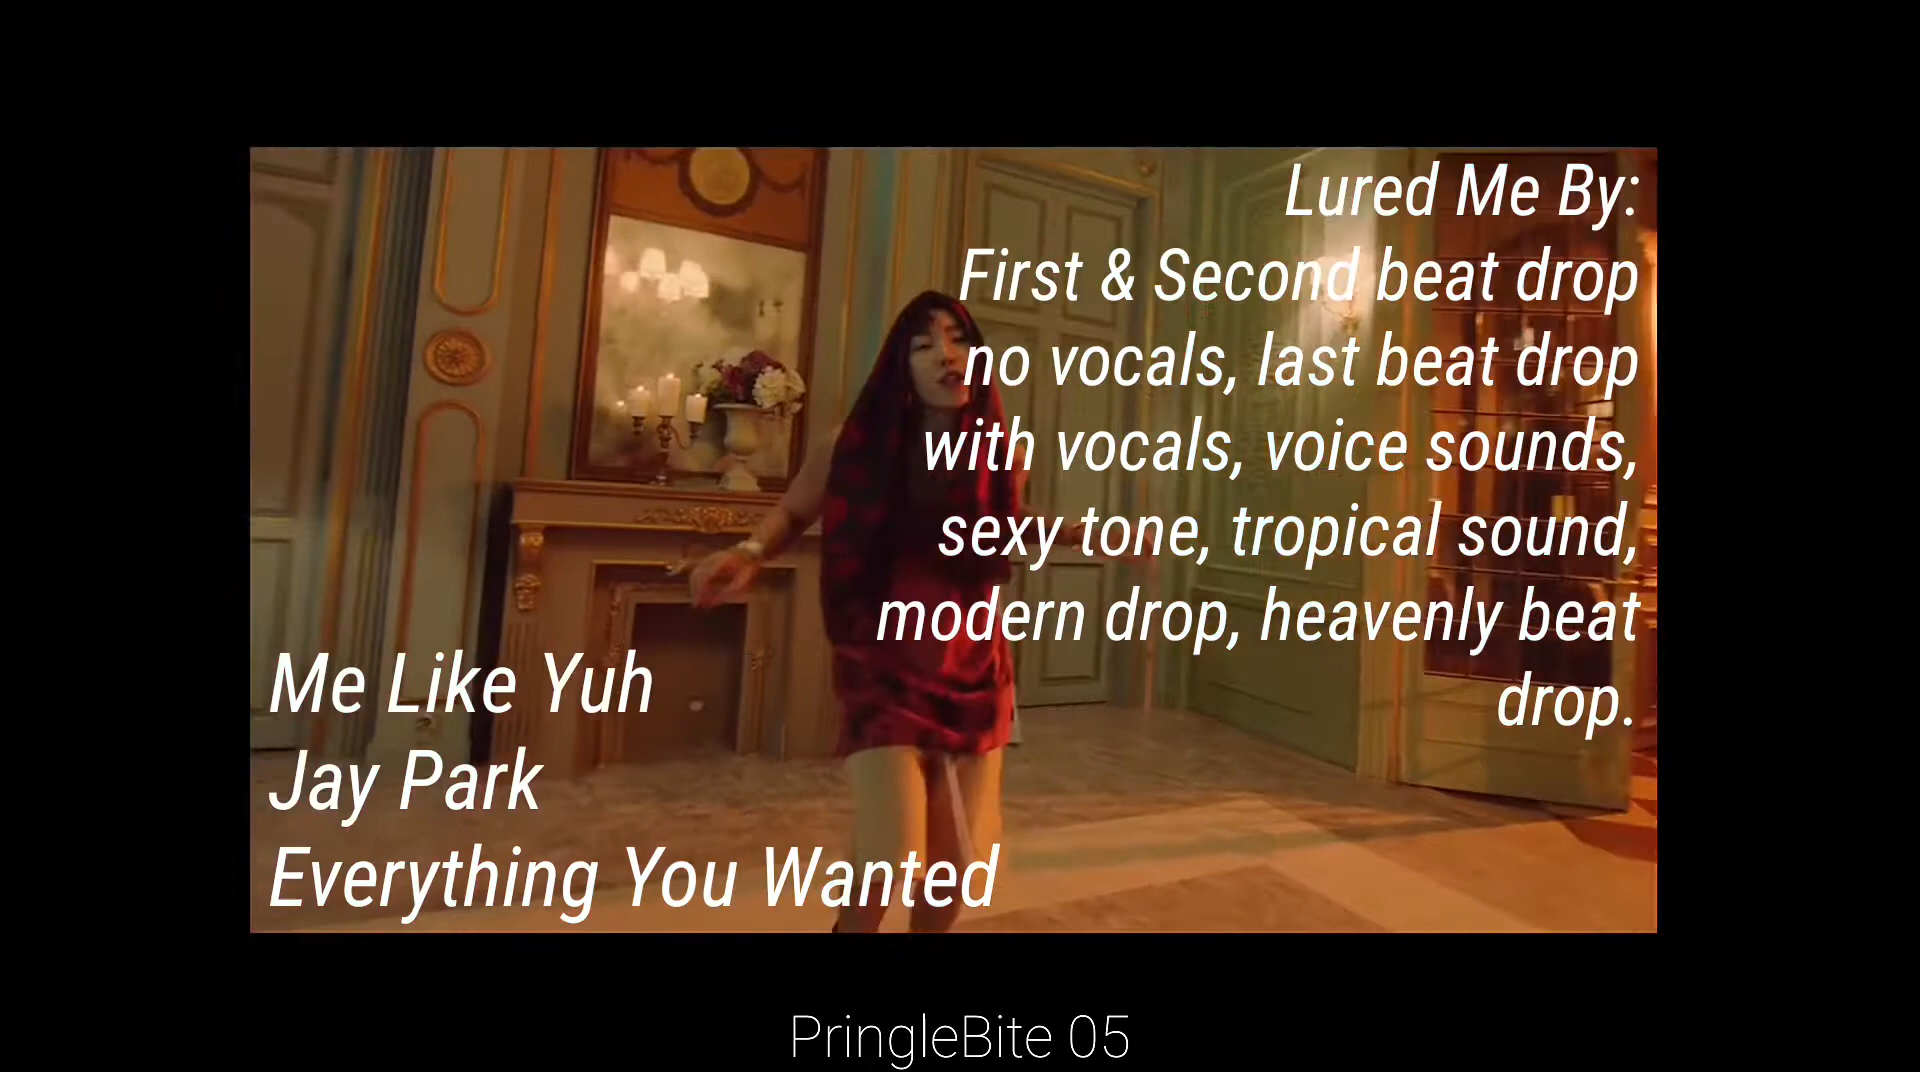 Lured Me By:
First & Second beat drop
no vocals, last beat drop
with vocals, voice sounds,
sexy tone, tropical sound,
modern drop, heavenly beat
drop.
Me Like Yuh
Jay Park
Everything You Wanted
PringleBite 05